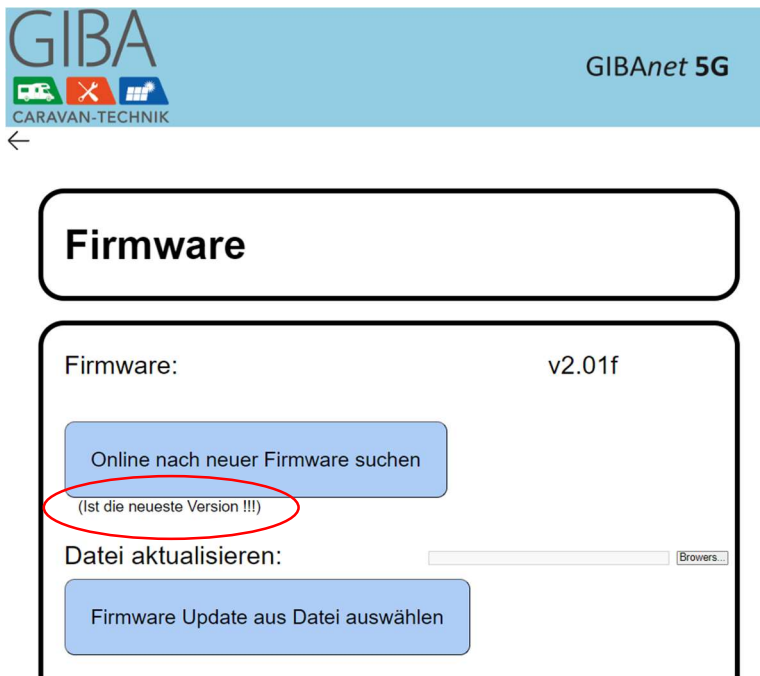 GIBA
CARAVAN-TECHNIK
GIBAnet 5G
Firmware
Firmware: v2.01f
Online nach neuer Firmware suchen
(Ist die neueste Version !!!)
Datei aktualisieren: Browers...
Firmware Update aus Datei auswählen